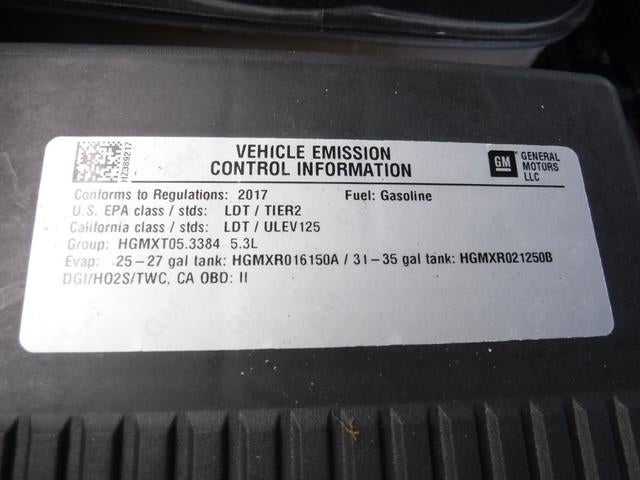 HZ389217
VEHICLE EMISSION
CONTROL INFORMATION
GM
GENERAL
MOTORS
LLC
Conforms to Regulations: 2017 Fuel: Gasoline
U.S. EPA class / stds: LDT / TIER2
California class / stds: LDT / ULEV125
Group: HGMXT05.3384 5.3L
Evap: 25-27 gal tank: HGMXR016150A / 31-35 gal tank: HGMXR021250B
DGI/HO2S/TWC, CA OBD: II